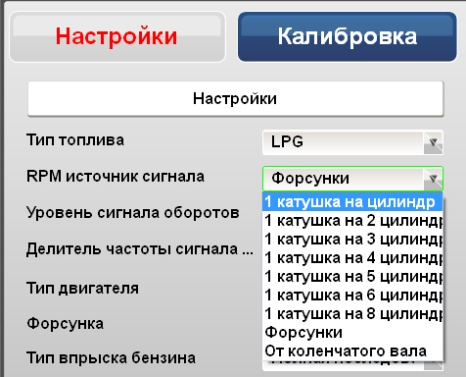 Настройки Калибровка
Настройки
Тип топлива LPG
RPM источник сигнала Форсунки
1 катушка на цилиндр
Уровень сигнала оборотов
1 катушка на 2 цилиндр
1 катушка на 3 цилиндр
Делитель частоты сигнала ...
1 катушка на 4 цилиндр
1 катушка на 5 цилиндр
Тип двигателя
1 катушка на 6 цилиндр
1 катушка на 8 цилиндр
Форсунка
Форсунки
Тип впрыска бензина
От коленчатого вала